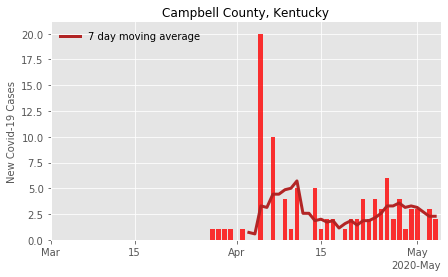 Campbell County, Kentucky
7 day moving average
New Covid-19 Cases
20.0
17.5
15.0
12.5
10.0
7.5
5.0
2.5
0.0
Mar 15 Apr 15 May
2020-May